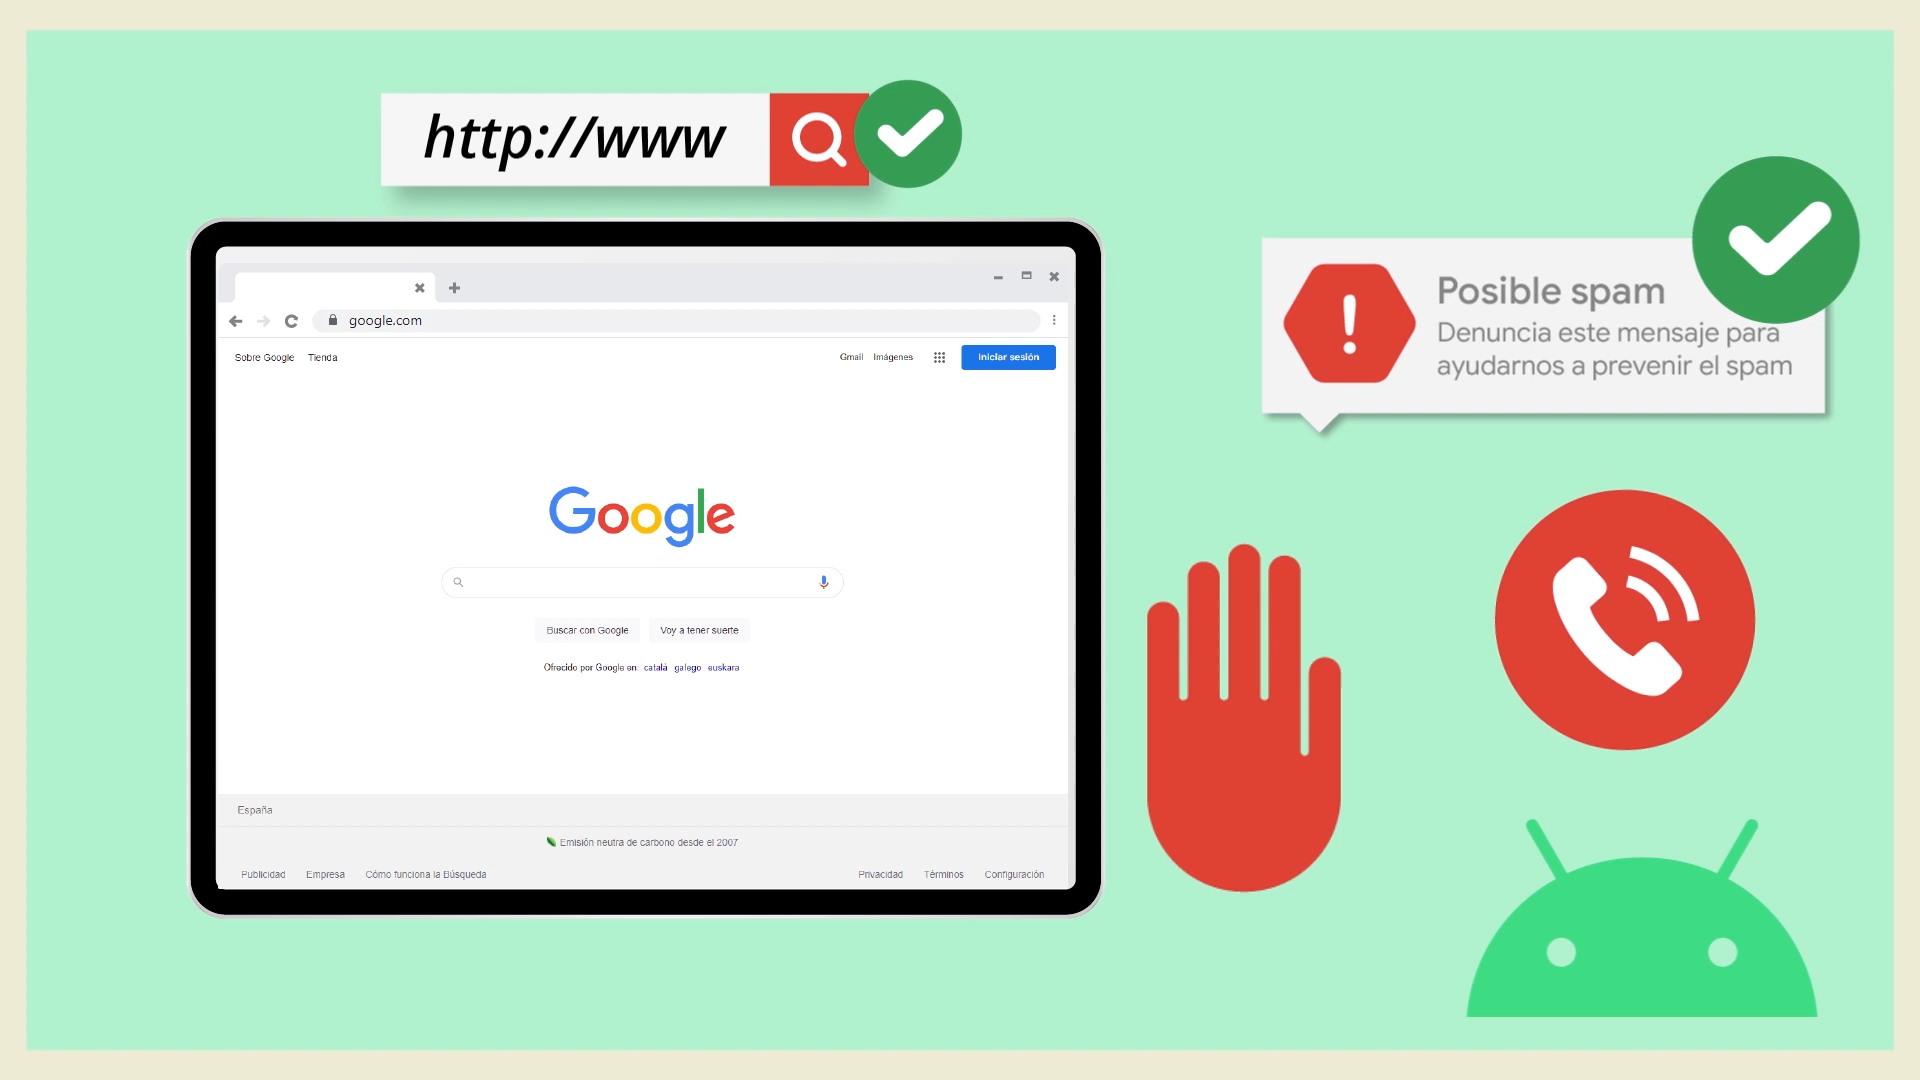 http://www
google.com
Sobre Google Tienda
Gmail Imágenes Iniciar sesión
Google
Buscar con Google Voy a tener suerte
Ofrecido por Google en: català galego euskara
España
Emisión neutra de carbono desde el 2007
Publicidad Empresa Cómo funciona la Búsqueda
Privacidad Términos Configuración
Posible spam
Denuncia este mensaje para
ayudarnos a prevenir el spam